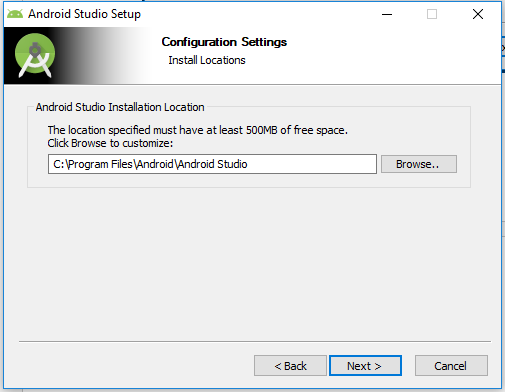 Android Studio Setup
Configuration Settings
Install Locations
Android Studio Installation Location
The location specified must have at least 500MB of free space.
Click Browse to customize:
C:\Program Files\Android\Android Studio
Browse..
< Back
Next >
Cancel